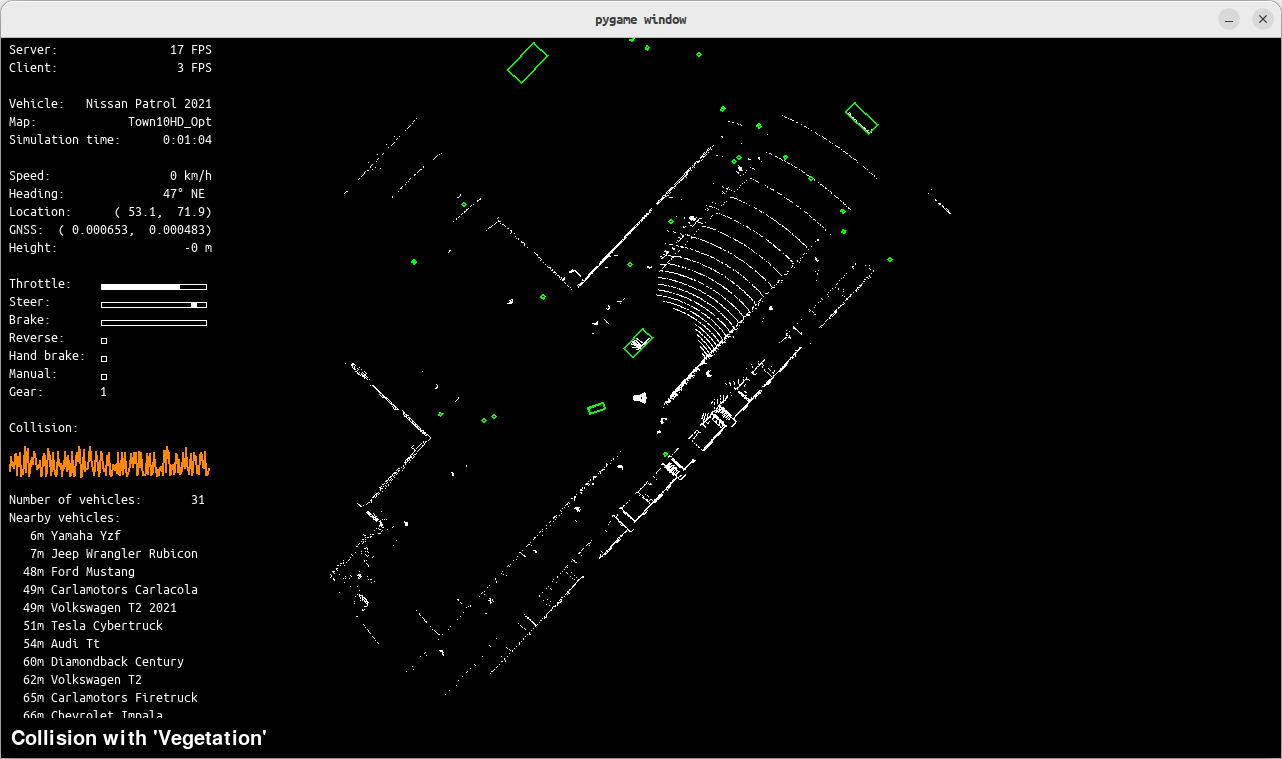 pygame window
Server: 17 FPS
Client: 3 FPS
Vehicle: Nissan Patrol 2021
Map: Town10HD_Opt
Simulation time: 0:01:04
Speed: 0 km/h
Heading: 47° NE
Location: ( 53.1, 71.9)
GNSS: ( 0.000653, 0.000483)
Height: -0 m
Throttle:
Steer:
Brake:
Reverse:
Hand brake:
Manual:
Gear: 1
Collision:
Number of vehicles: 31
Nearby vehicles:
6m Yamaha Yzf
7m Jeep Wrangler Rubicon
48m Ford Mustang
49m Carlamotors Carlacola
49m Volkswagen T2 2021
51m Tesla Cybertruck
54m Audi Tt
60m Diamondback Century
62m Volkswagen T2
65m Carlamotors Firetruck
66m Chevrolet Impala
Collision with 'Vegetation'